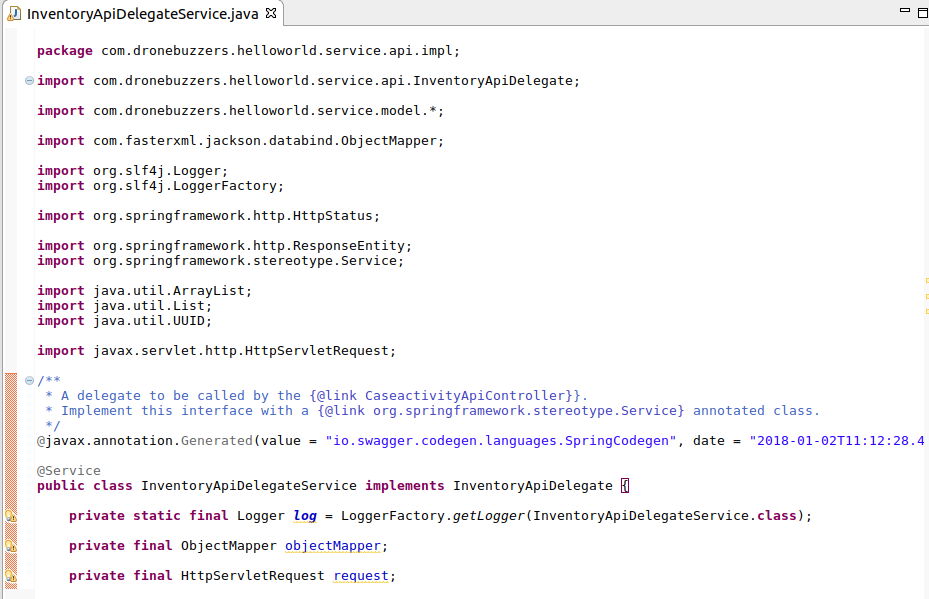 InventoryApiDelegateService.java
package com.dronebuzzers.helloworld.service.api.impl;
import com.dronebuzzers.helloworld.service.api.InventoryApiDelegate;
import com.dronebuzzers.helloworld.service.model.*;
import com.fasterxml.jackson.databind.ObjectMapper;
import org.slf4j.Logger;
import org.slf4j.LoggerFactory;
import org.springframework.http.HttpStatus;
import org.springframework.http.ResponseEntity;
import org.springframework.stereotype.Service;
import java.util.ArrayList;
import java.util.List;
import java.util.UUID;
import javax.servlet.http.HttpServletRequest;
/**
 * A delegate to be called by the {@link CaseactivityApiController}}.
 * Implement this interface with a {@link org.springframework.stereotype.Service} annotated class.
 */
@javax.annotation.Generated(value = "io.swagger.codegen.languages.SpringCodegen", date = "2018-01-02T11:12:28.4
@Service
public class InventoryApiDelegateService implements InventoryApiDelegate {
    private static final Logger log = LoggerFactory.getLogger(InventoryApiDelegateService.class);
    private final ObjectMapper objectMapper;
    private final HttpServletRequest request;